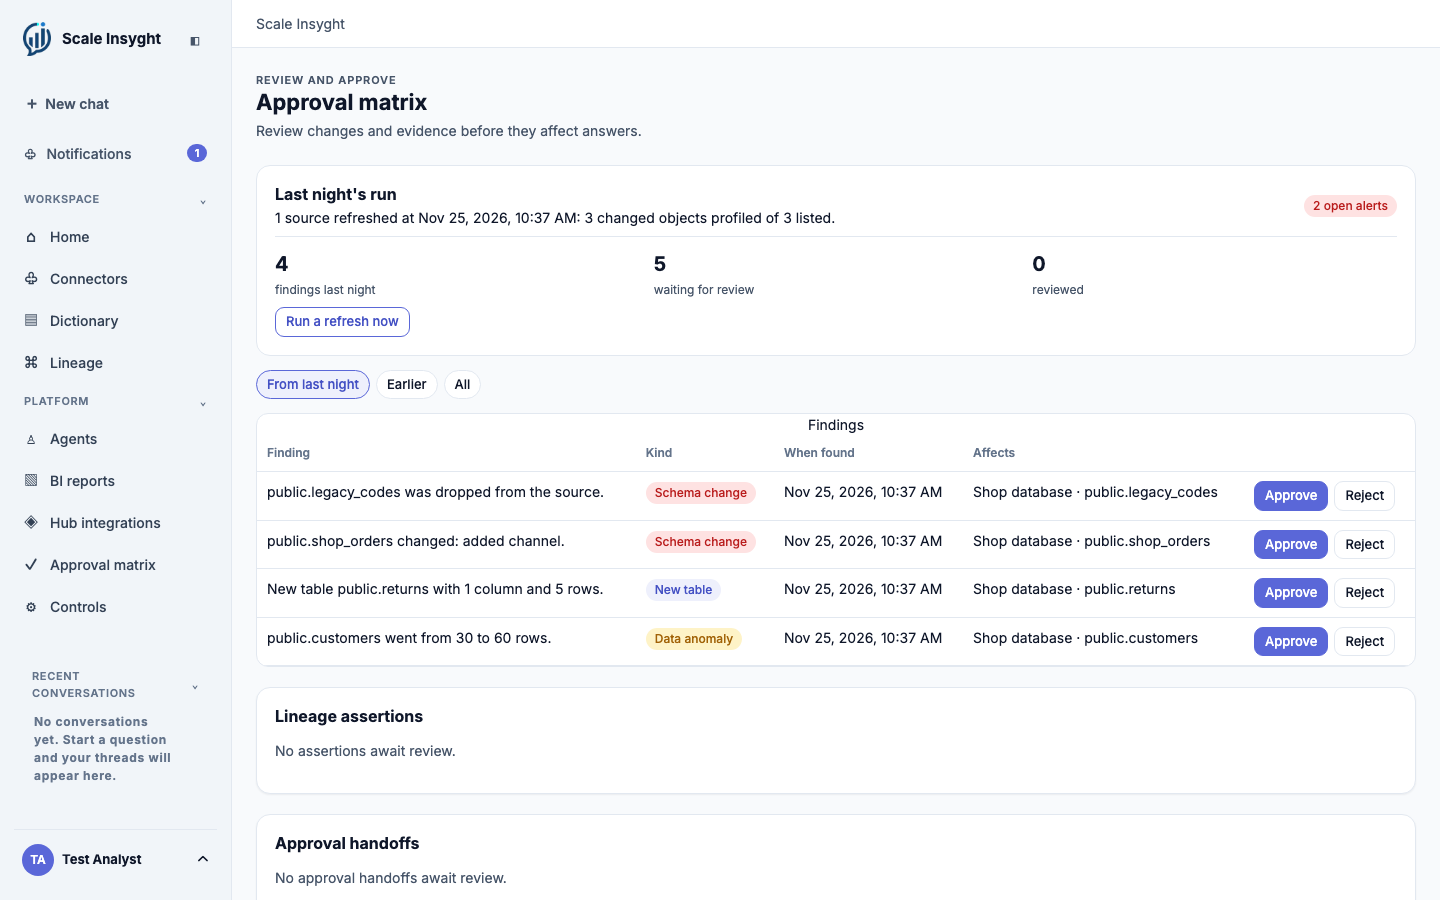 Scale Insyght
Scale Insyght
+ New chat
Notifications 1
WORKSPACE
Home
Connectors
Dictionary
Lineage
PLATFORM
Agents
BI reports
Hub integrations
Approval matrix
Controls
RECENT
CONVERSATIONS
No conversations
yet. Start a question
and your threads will
appear here.
TA Test Analyst
REVIEW AND APPROVE
Approval matrix
Review changes and evidence before they affect answers.
Last night's run
1 source refreshed at Nov 25, 2026, 10:37 AM: 3 changed objects profiled of 3 listed.
2 open alerts
4 5 0
findings last night waiting for review reviewed
Run a refresh now
From last night Earlier All
Findings
Finding Kind When found Affects
public.legacy_codes was dropped from the source. Schema change Nov 25, 2026, 10:37 AM Shop database · public.legacy_codes Approve Reject
public.shop_orders changed: added channel. Schema change Nov 25, 2026, 10:37 AM Shop database · public.shop_orders Approve Reject
New table public.returns with 1 column and 5 rows. New table Nov 25, 2026, 10:37 AM Shop database · public.returns Approve Reject
public.customers went from 30 to 60 rows. Data anomaly Nov 25, 2026, 10:37 AM Shop database · public.customers Approve Reject
Lineage assertions
No assertions await review.
Approval handoffs
No approval handoffs await review.